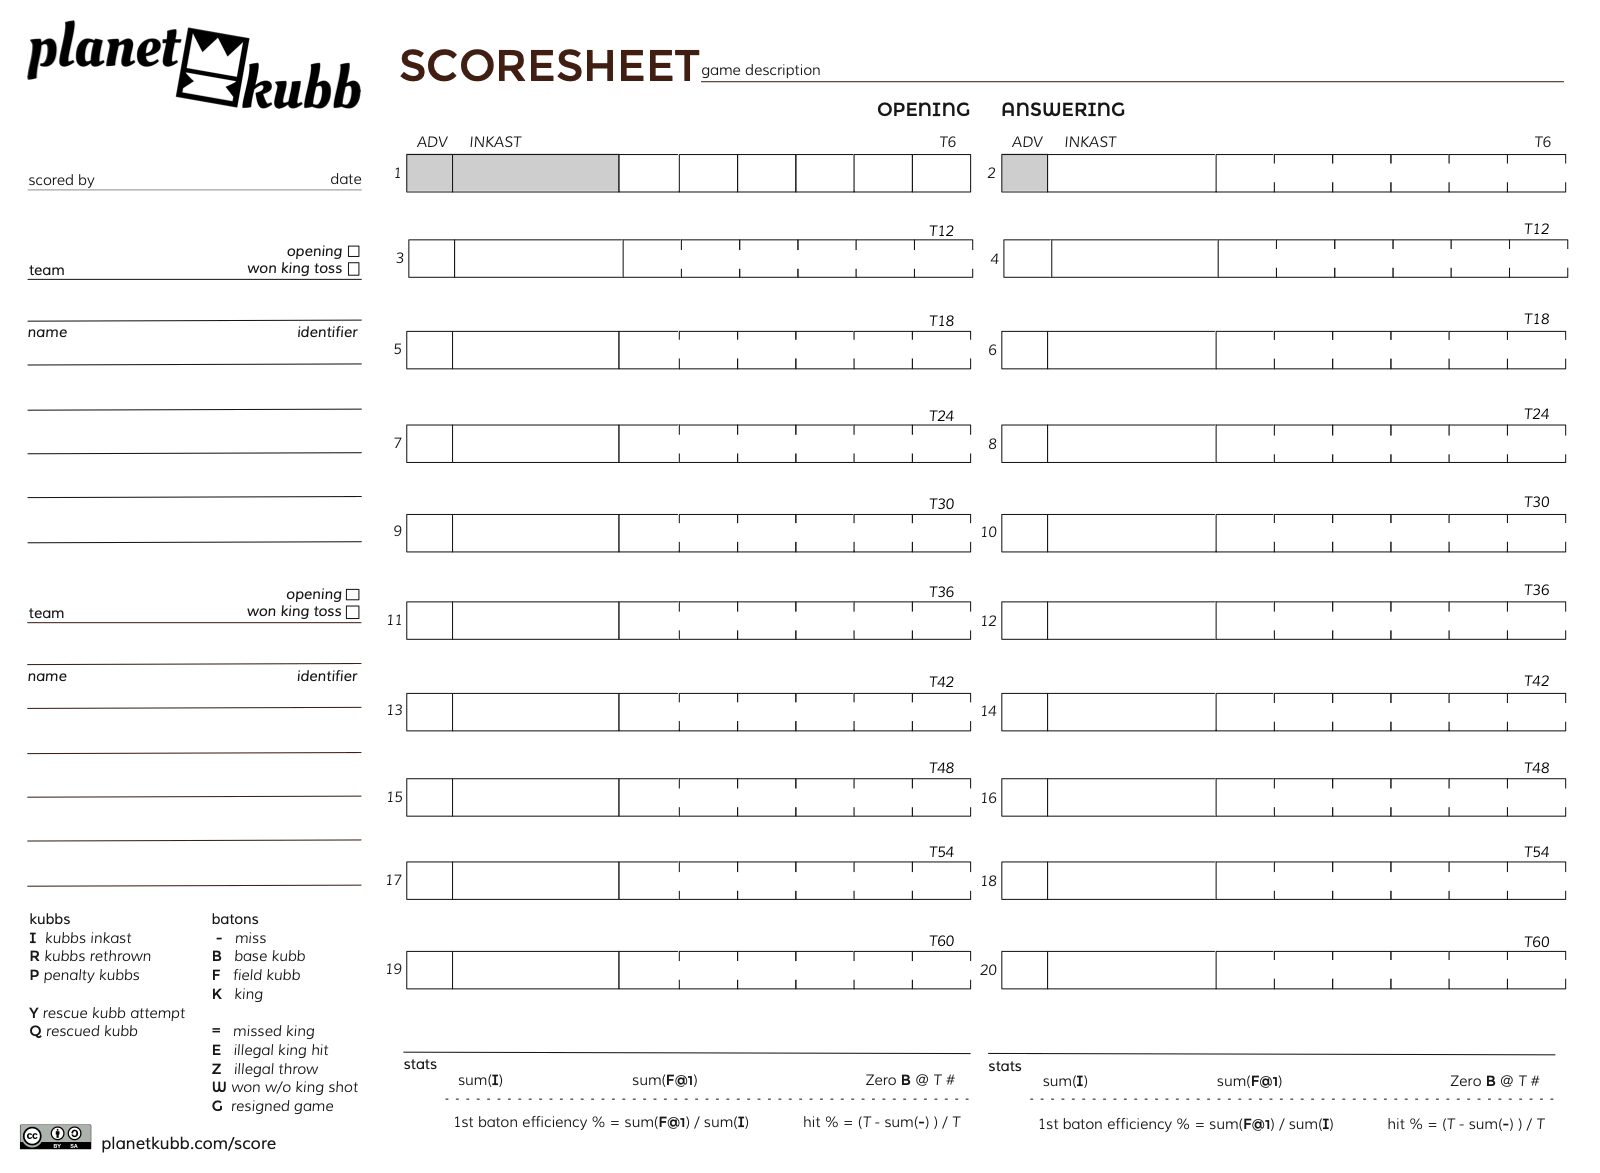 planet kubb
SCORESHEET game description
OPENING ANSWERING
ADV INKAST T6 ADV INKAST T6
1 2
scored by date
T12 T12
3 4
opening
team won king toss
name identifier
T18 T18
5 6
T24 T24
7 8
T30 T30
9 10
T36 T36
11 12
opening
team won king toss
name identifier
T42 T42
13 14
T48 T48
15 16
T54 T54
17 18
T60 T60
19 20
kubbs
I kubbs inkast
R kubbs rethrown
P penalty kubbs
Y rescue kubb attempt
Q rescued kubb
batons
- miss
B base kubb
F field kubb
K king
= missed king
E illegal king hit
Z illegal throw
W won w/o king shot
G resigned game
stats
sum(I) sum(F@1) Zero B @ T #
1st baton efficiency % = sum(F@1) / sum(I) hit % = (T - sum(-) ) / T
stats
sum(I) sum(F@1) Zero B @ T #
1st baton efficiency % = sum(F@1) / sum(I) hit % = (T - sum(-) ) / T
cc BY SA
planetkubb.com/score